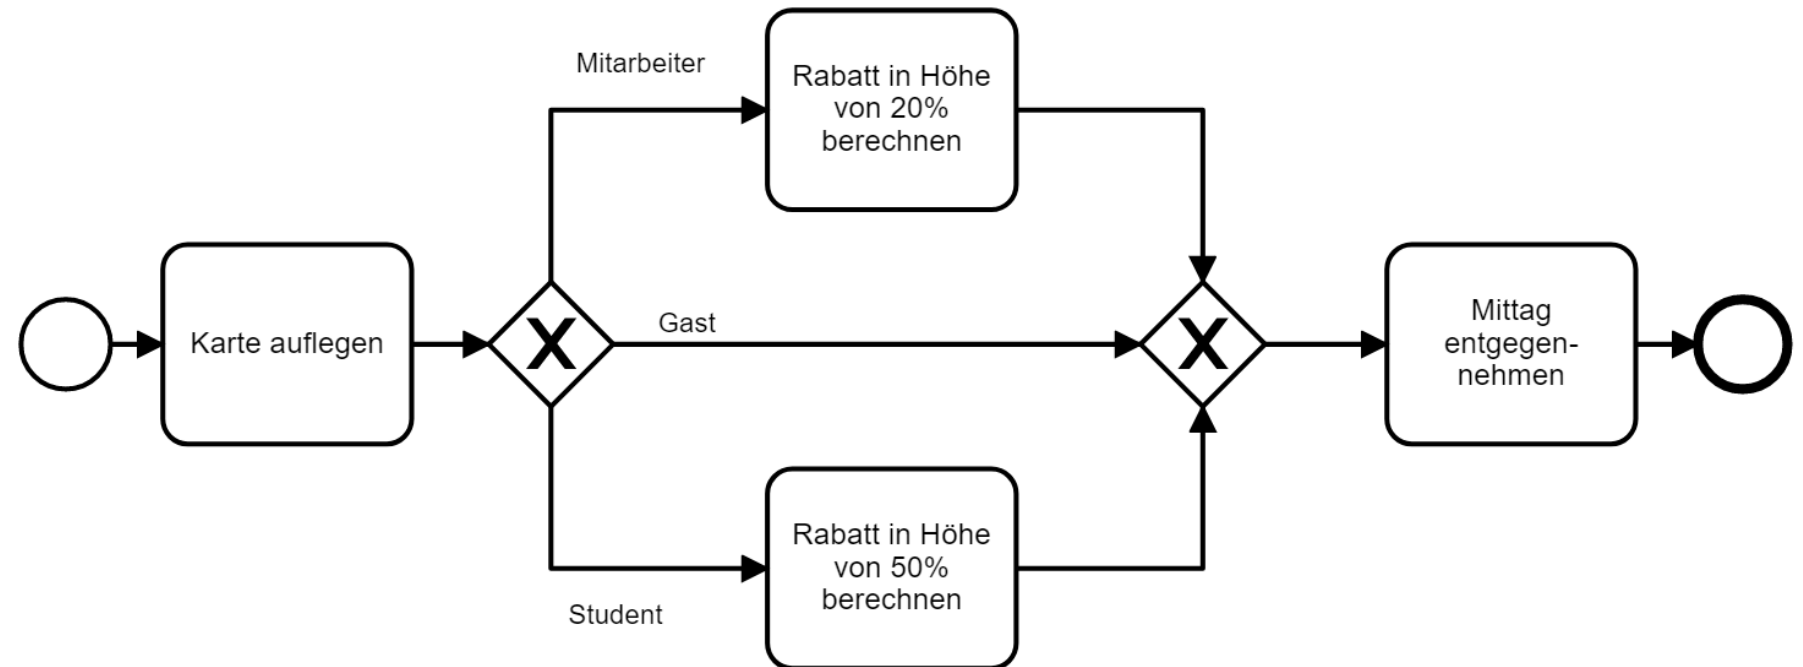 Mitarbeiter
Rabatt in Höhe
von 20%
berechnen
Karte auflegen
X
Gast
X
Mittag
entgegen-
nehmen
Rabatt in Höhe
von 50%
berechnen
Student